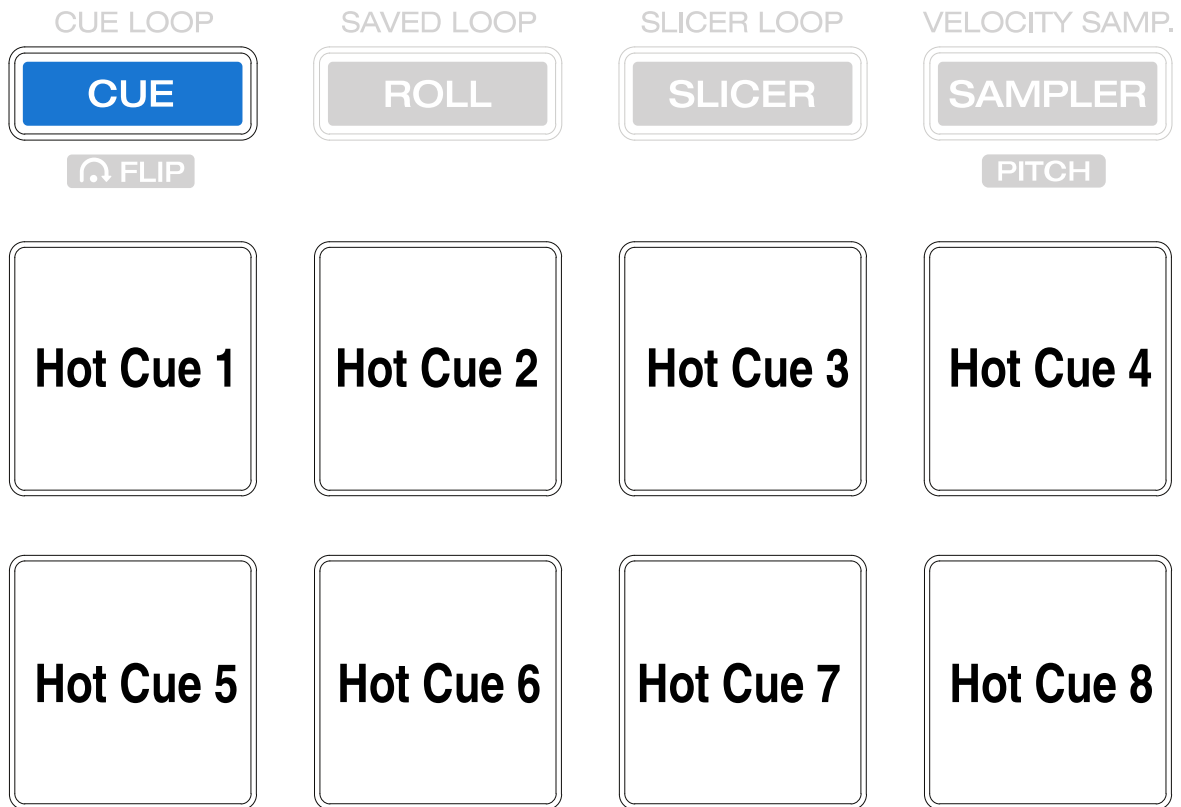 CUE LOOP SAVED LOOP SLICER LOOP VELOCITY SAMP.
CUE ROLL SLICER SAMPLER
FLIP PITCH
Hot Cue 1 Hot Cue 2 Hot Cue 3 Hot Cue 4
Hot Cue 5 Hot Cue 6 Hot Cue 7 Hot Cue 8